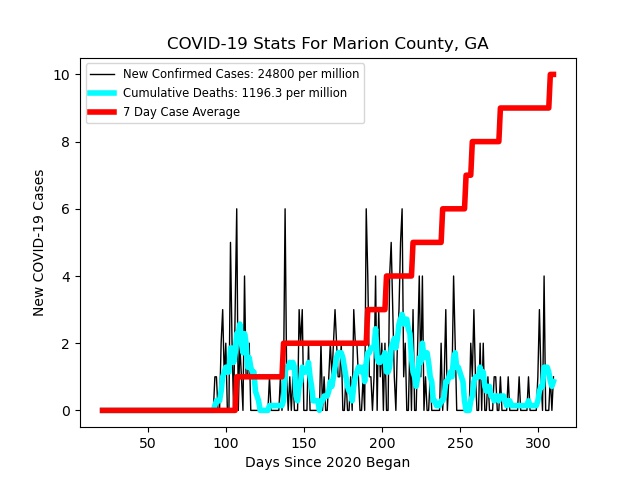 COVID-19 Stats For Marion County, GA
New Confirmed Cases: 24800 per million
Cumulative Deaths: 1196.3 per million
7 Day Case Average
New COVID-19 Cases
10
8
6
4
2
0
50 100 150 200 250 300
Days Since 2020 Began